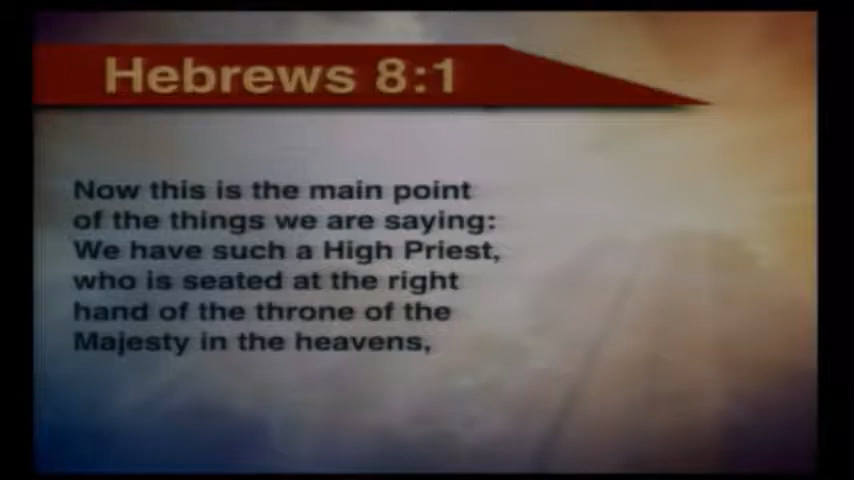 Hebrews 8:1
Now this is the main point
of the things we are saying:
We have such a High Priest,
who is seated at the right
hand of the throne of the
Majesty in the heavens,